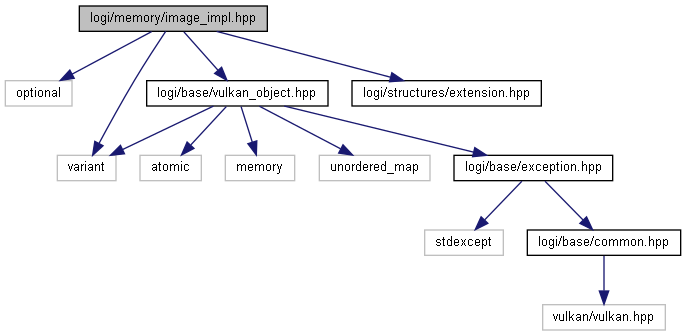 logi/memory/image_impl.hpp
optional
logi/base/vulkan_object.hpp
logi/structures/extension.hpp
variant
atomic
memory
unordered_map
logi/base/exception.hpp
stdexcept
logi/base/common.hpp
vulkan/vulkan.hpp